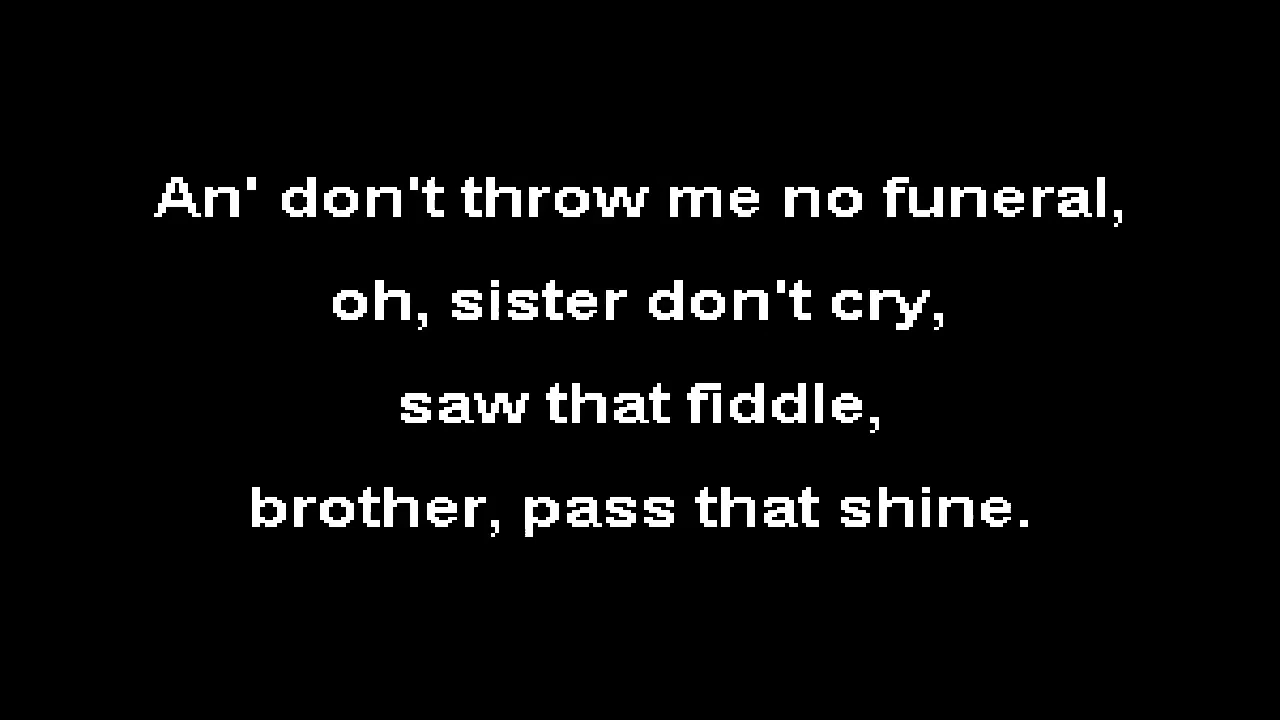 An' don't throw me no funeral,
oh, sister don't cry,
saw that fiddle,
brother, pass that shine.